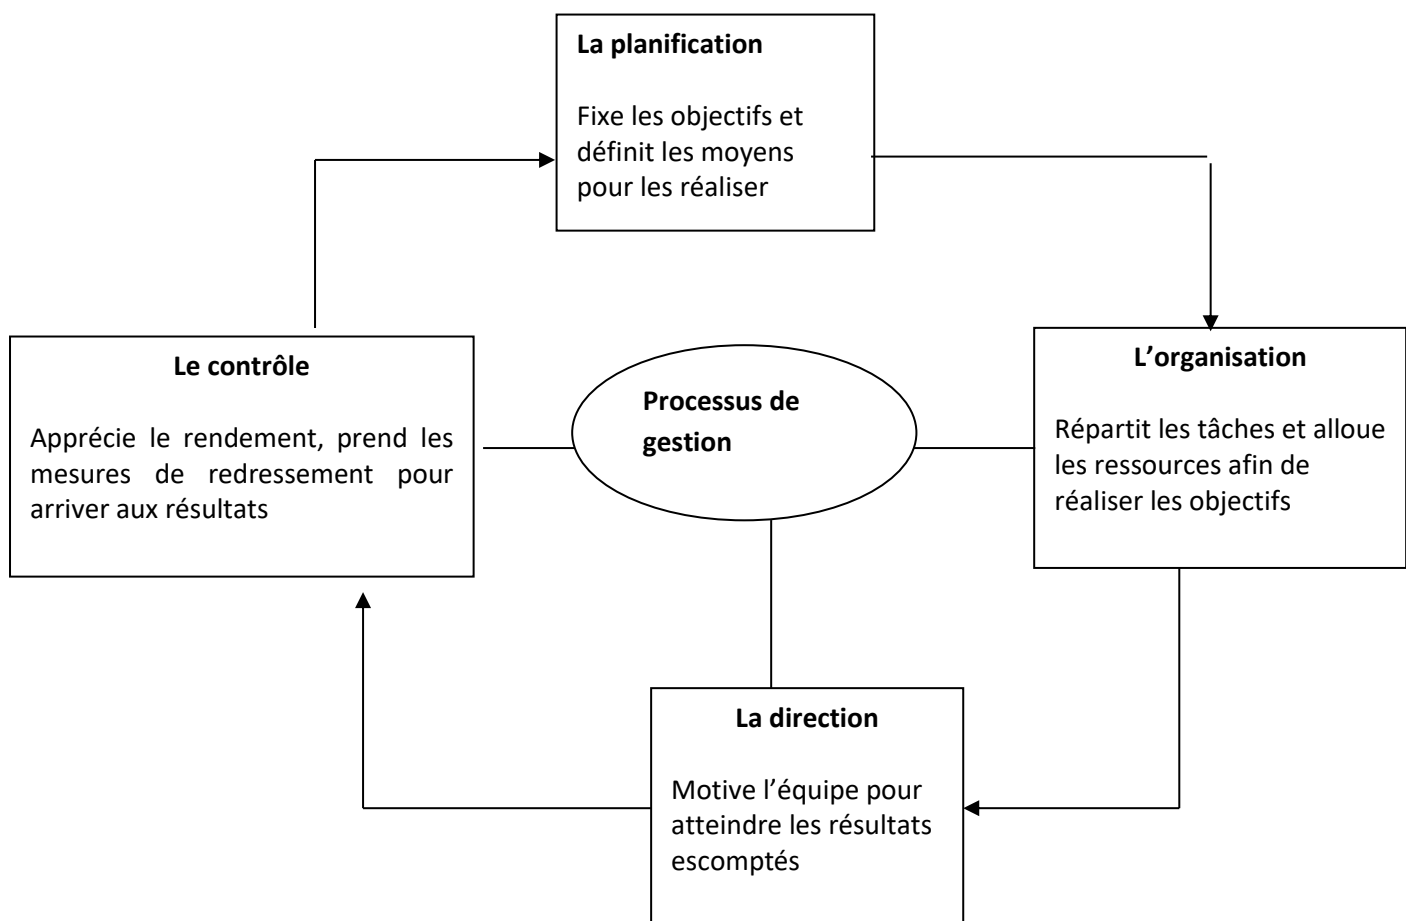 La planification
Fixe les objectifs et
définit les moyens
pour les réaliser
Le contrôle
Apprécie le rendement, prend les
mesures de redressement pour
arriver aux résultats
Processus de
gestion
L’organisation
Répartit les tâches et alloue
les ressources afin de
réaliser les objectifs
La direction
Motive l’équipe pour
atteindre les résultats
escomptés